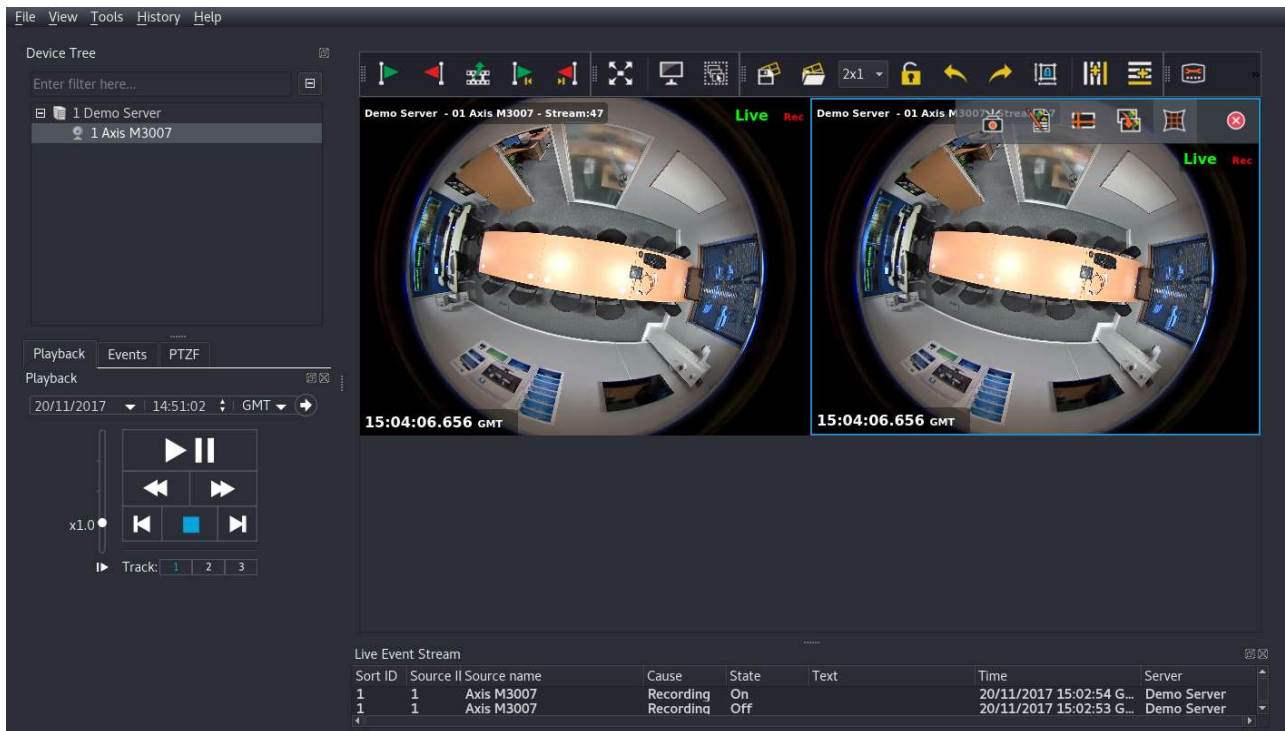 File View Tools History Help
Device Tree
Enter filter here...
1 Demo Server
1 Axis M3007
Playback Events PTZF
Playback
20/11/2017 14:51:02 GMT
x1.0
Track: 1 2 3
2x1
Demo Server - 01 Axis M3007 - Stream:47
Live Rec
15:04:06.656 GMT
Demo Server - 01 Axis M3007
Live Rec
15:04:06.656 GMT
Live Event Stream
Sort ID Source II Source name Cause State Text Time Server
1 1 Axis M3007 Recording On 20/11/2017 15:02:54 G... Demo Server
1 1 Axis M3007 Recording Off 20/11/2017 15:02:53 G... Demo Server